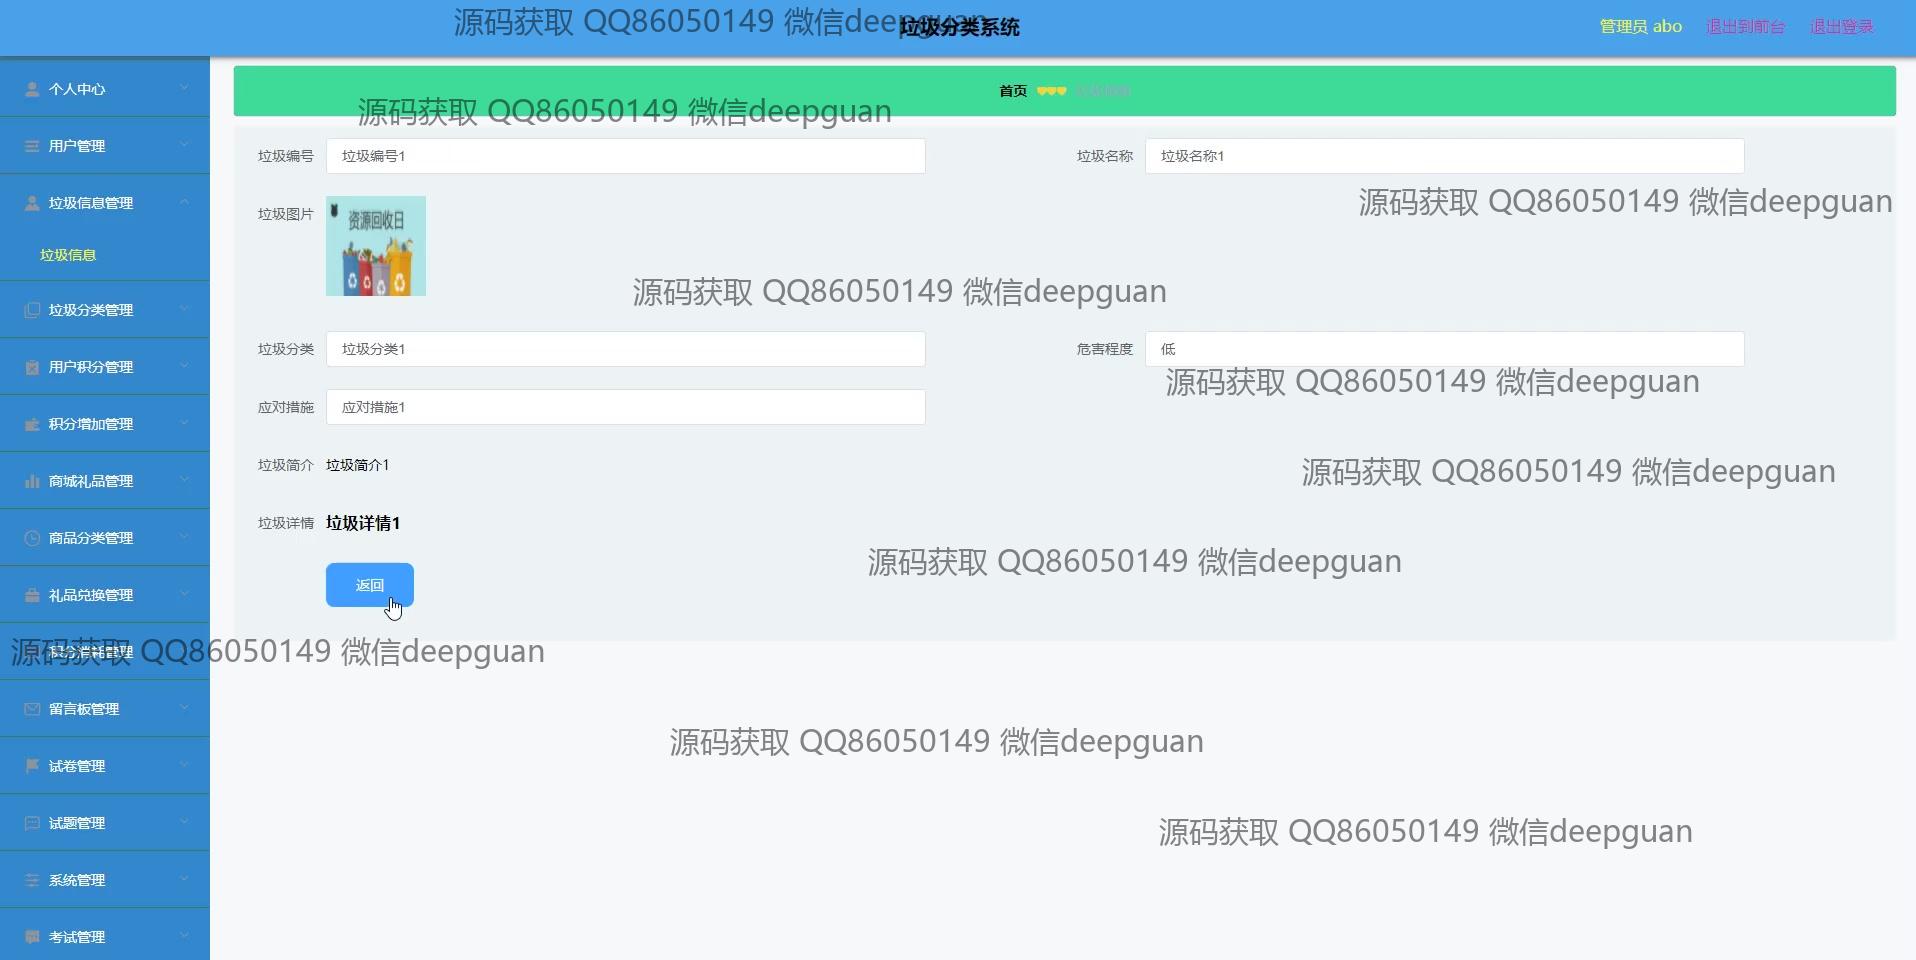 源码获取 QQ86050149 微信deepguan
垃圾分类系统
管理员 abo
退出到前台
退出登录
个人中心
用户管理
垃圾信息管理
垃圾信息
垃圾分类管理
用户积分管理
积分增加管理
商城礼品管理
商品分类管理
礼品兑换管理
留言板管理
试卷管理
试题管理
系统管理
考试管理
首页
源码获取 QQ86050149 微信deepguan
垃圾编号 垃圾编号1
垃圾名称 垃圾名称1
源码获取 QQ86050149 微信deepguan
垃圾图片
资源回收日
源码获取 QQ86050149 微信deepguan
垃圾分类 垃圾分类1
危害程度 低
源码获取 QQ86050149 微信deepguan
应对措施 应对措施1
垃圾简介 垃圾简介1
源码获取 QQ86050149 微信deepguan
垃圾详情 垃圾详情1
源码获取 QQ86050149 微信deepguan
返回
源码获取 QQ86050149 微信deepguan
源码获取 QQ86050149 微信deepguan
源码获取 QQ86050149 微信deepguan